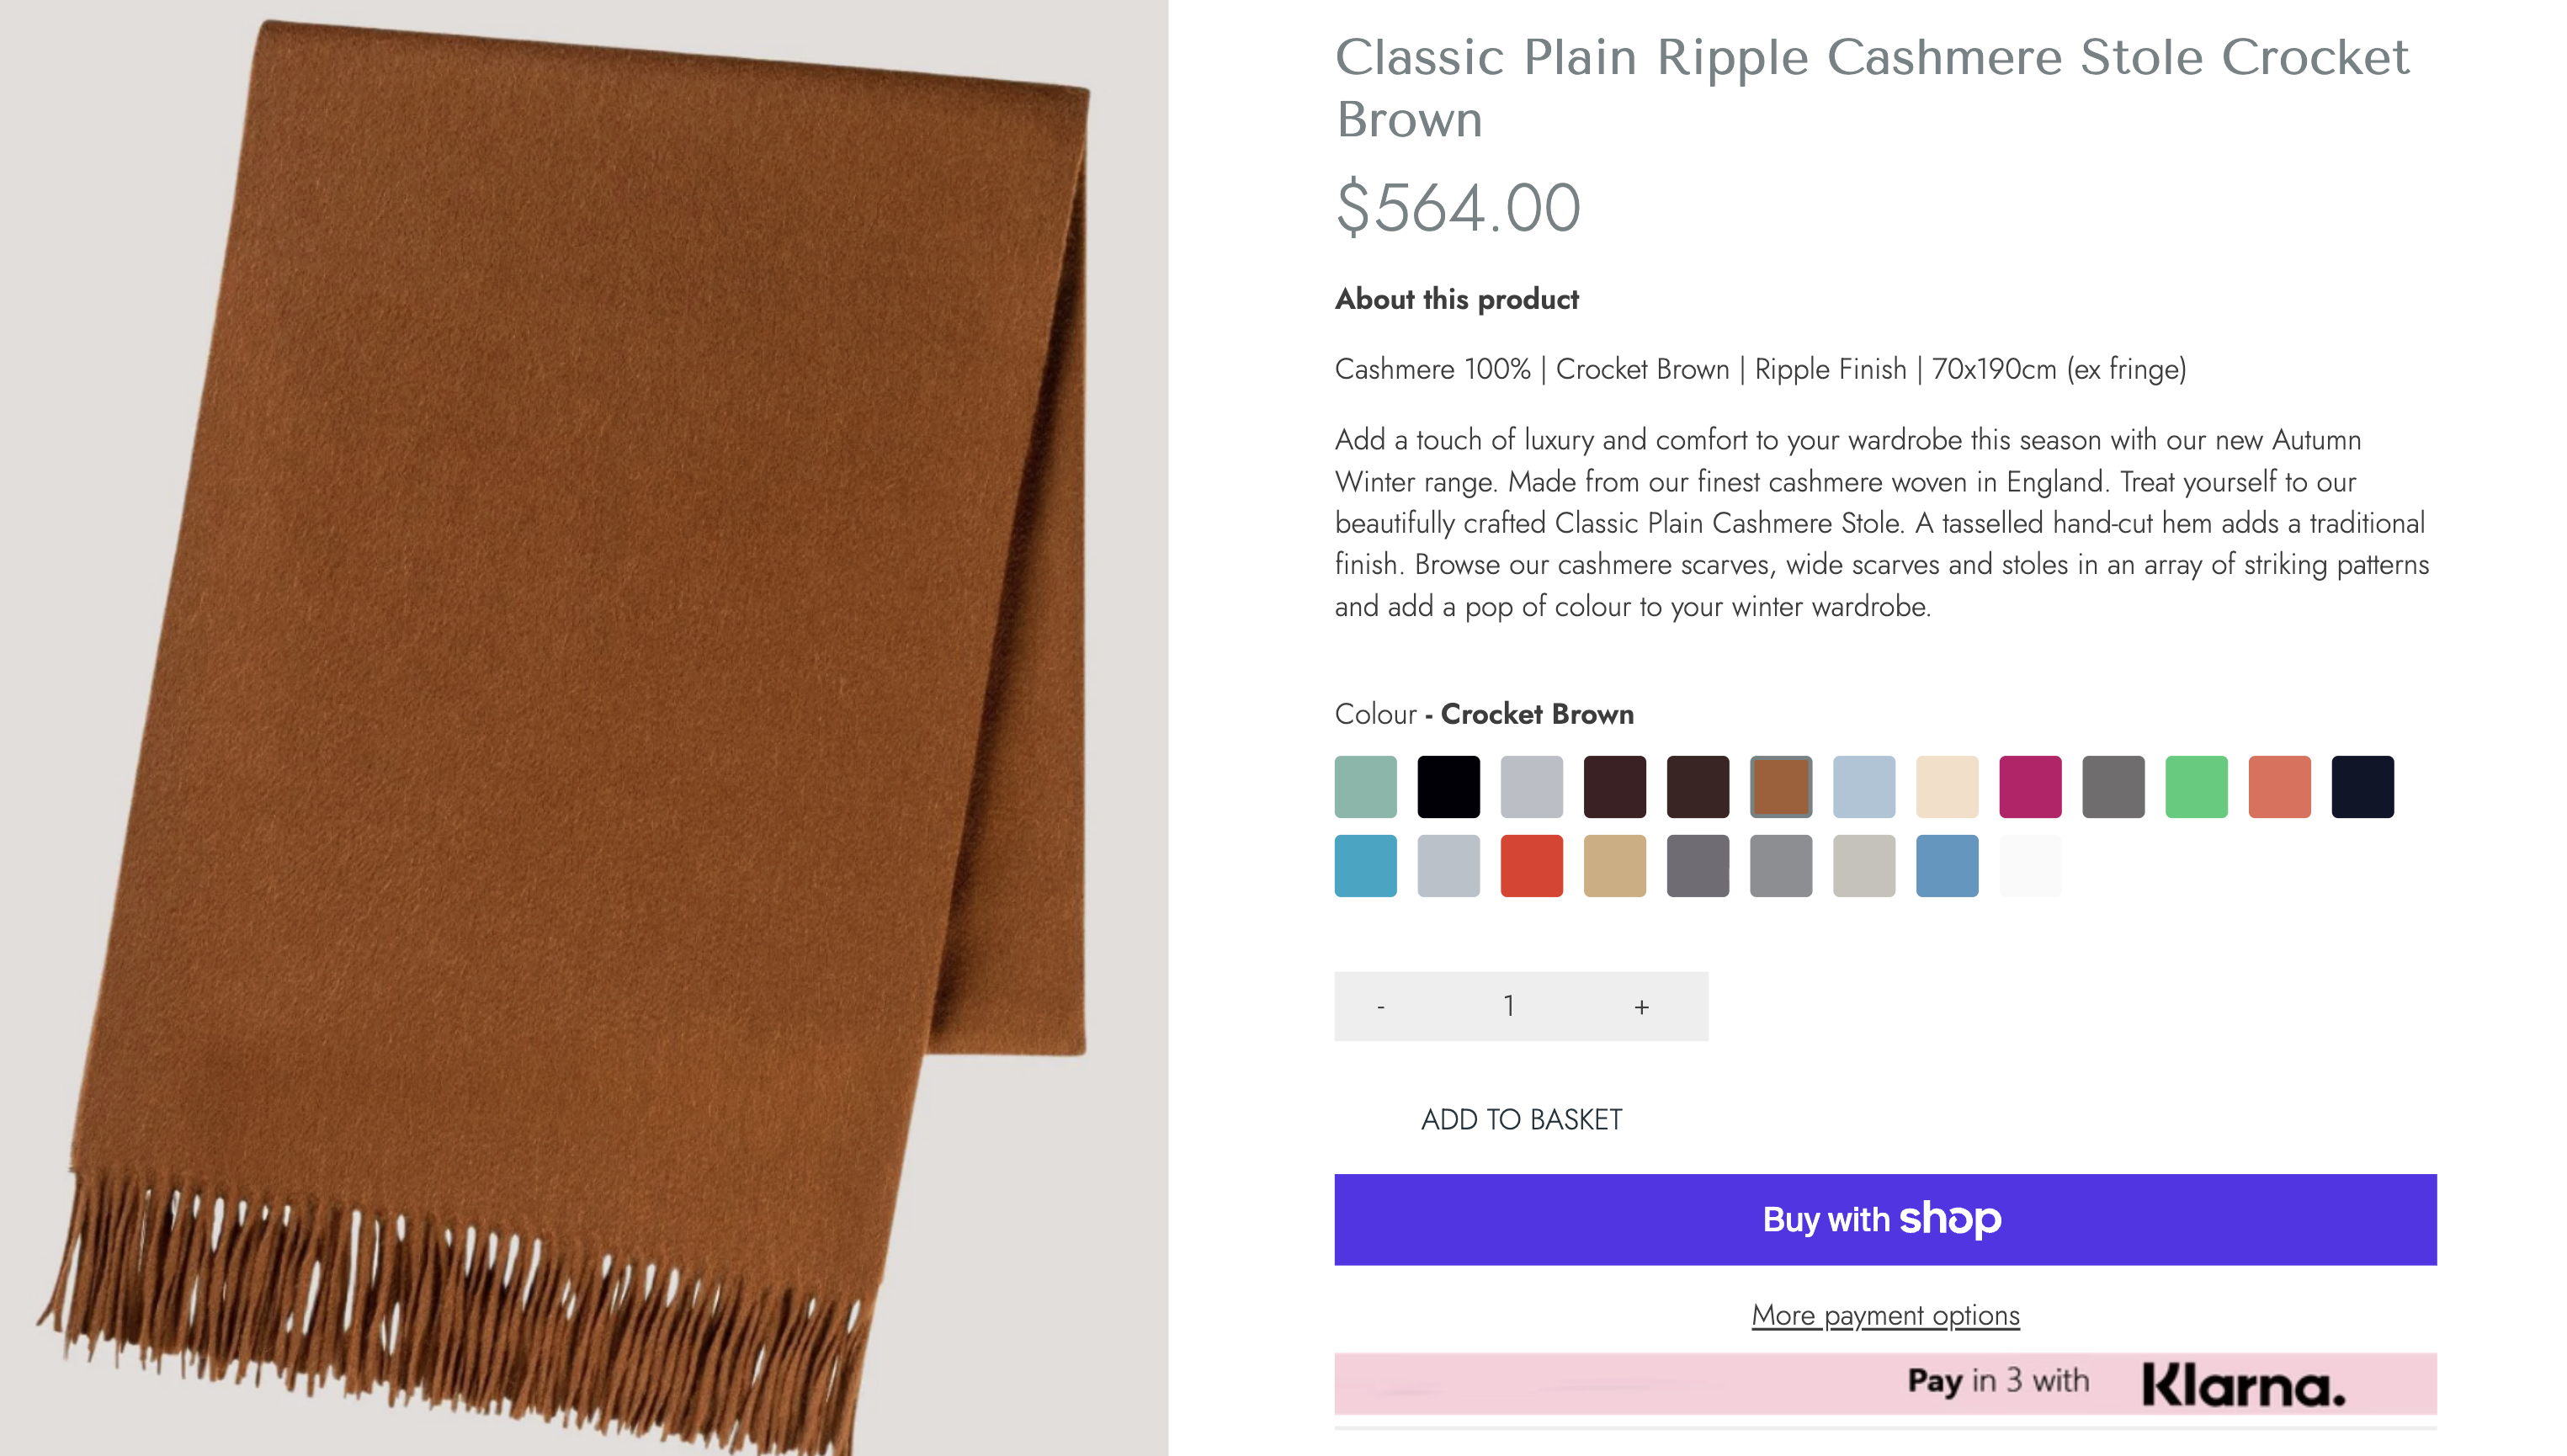 Classic Plain Ripple Cashmere Stole Crocket
Brown
$564.00
About this product
Cashmere 100% | Crocket Brown | Ripple Finish | 70x190cm (ex fringe)
Add a touch of luxury and comfort to your wardrobe this season with our new Autumn
Winter range. Made from our finest cashmere woven in England. Treat yourself to our
beautifully crafted Classic Plain Cashmere Stole. A tasselled hand-cut hem adds a traditional
finish. Browse our cashmere scarves, wide scarves and stoles in an array of striking patterns
and add a pop of colour to your winter wardrobe.
Colour - Crocket Brown
- 1 +
ADD TO BASKET
Buy with shop
More payment options
Pay in 3 with Klarna.